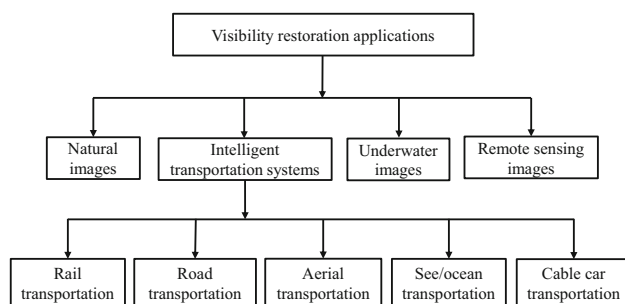 Visibility restoration applications
Natural
images
Intelligent
transportation systems
Underwater
images
Remote sensing
images
Rail
transportation
Road
transportation
Aerial
transportation
See/ocean
transportation
Cable car
transportation